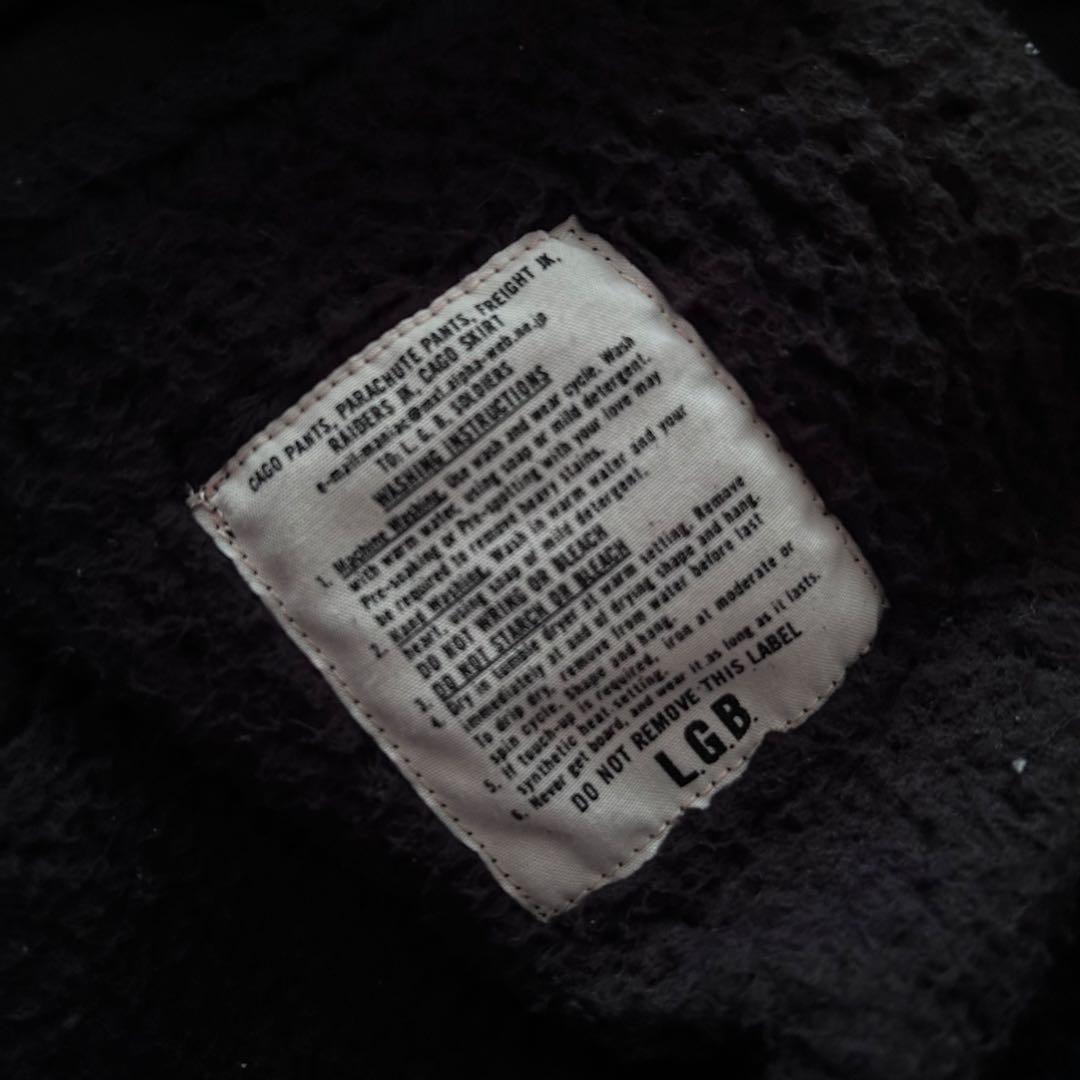 CAGO PANTS, PARACHUTE PANTS, FREIGHT JK,
RAIDERS JK, CAGO SKIRT
TO: L. G. B. SOLDIERS
WASHING INSTRUCTIONS
1. Machine Washing. Use wash and wear cycle. Wash
with warm water, using soap or mild detergent.
Pre-soaking or Pre-spitting with your love may
be required to remove heavy stains.
2. Hand Washing. Wash in warm water and your
heart, using soap or mild detergent.
DO NOT WRING OR BLEACH
3. DO NOT STARCH OR BLEACH
4. Dry in tumble dryer at warm setting. Remove
immediately at end of drying shape and hang.
To drip dry, remove from water before last
spin cycle. Shape and hang.
5. If touch-up is required, iron at moderate or
synthetic heat setting.
6. Never get board, and wear it as long as it lasts.
DO NOT REMOVE THIS LABEL
L.G.B.